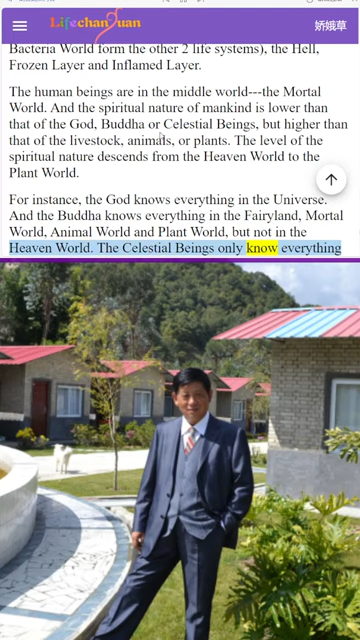 Lifechanyuan
娇娥草
Bacteria World form the other 2 life systems), the Hell,
Frozen Layer and Inflamed Layer.
The human beings are in the middle world---the Mortal
World. And the spiritual nature of mankind is lower than
that of the God, Buddha or Celestial Beings, but higher than
that of the livestock, animals, or plants. The level of the
spiritual nature descends from the Heaven World to the
Plant World.
For instance, the God knows everything in the Universe.
And the Buddha knows everything in the Fairyland, Mortal
World, Animal World and Plant World, but not in the
Heaven World. The Celestial Beings only know everything